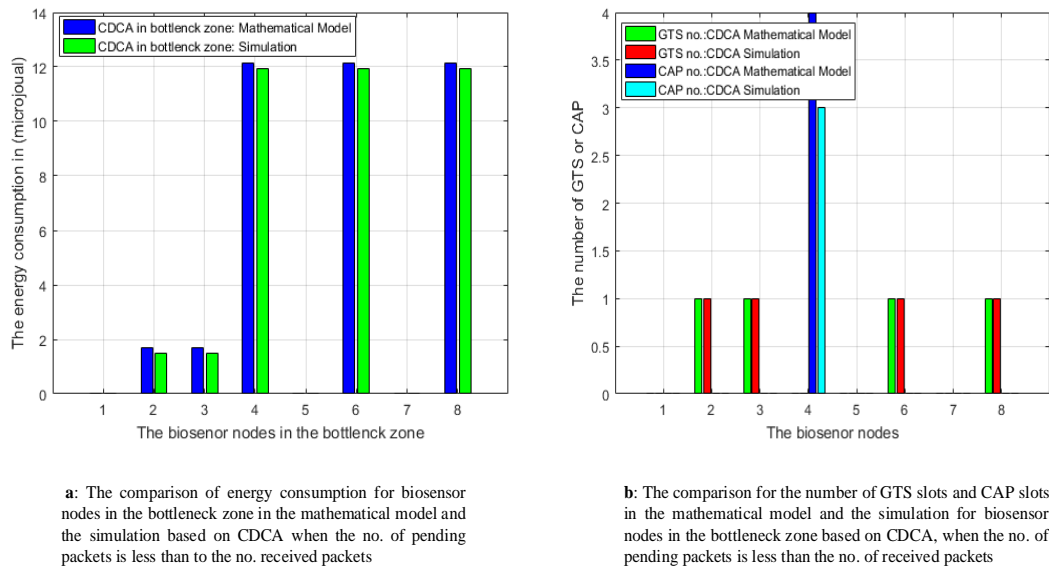 CDCA in bottlenck zone: Mathematical Model
CDCA in bottlenck zone: Simulation
14
12
10
8
6
4
2
0
The energy consumption in (microjoual)
1 2 3 4 5 6 7 8
The biosenor nodes in the bottlenck zone
a: The comparison of energy consumption for biosensor
nodes in the bottleneck zone in the mathematical model and
the simulation based on CDCA when the no. of pending
packets is less than to the no. received packets
GTS no.:CDCA Mathematical Model
GTS no.:CDCA Simulation
CAP no.:CDCA Mathematical Model
CAP no.:CDCA Simulation
4
3.5
3
2.5
2
1.5
1
0.5
0
The number of GTS or CAP
1 2 3 4 5 6 7 8
The biosenor nodes
b: The comparison for the number of GTS slots and CAP slots
in the mathematical model and the simulation for biosensor
nodes in the bottleneck zone based on CDCA, when the no. of
pending packets is less than the no. of received packets